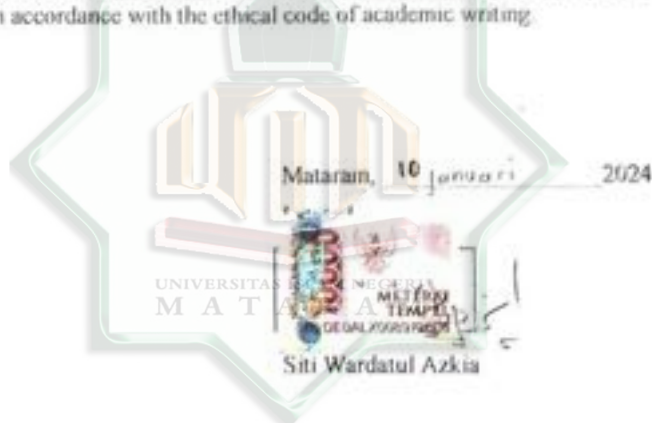 accordance with the ethical code of academic writing
Mataram, 10 Januari 2024
UNIVERSITAS NEGERI
MATARAM
METERAI
TEMPEL
Siti Wardatul Azkia